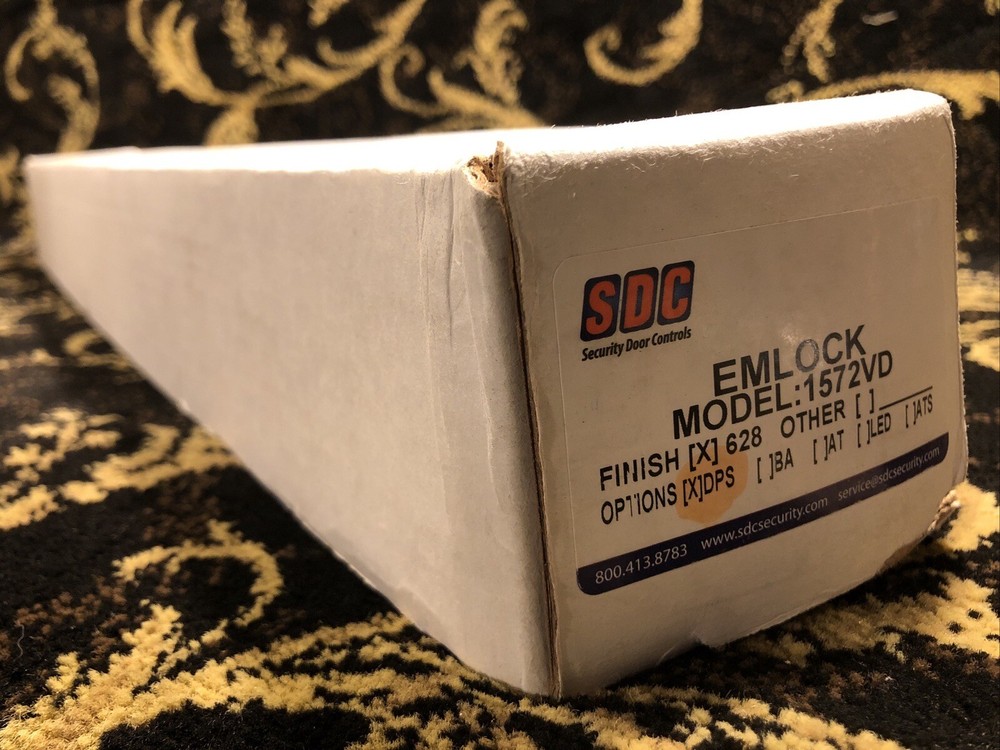 SDC
Security Door Controls
EMLOCK
MODEL:1572VD
FINISH [X] 628 OTHER [ ]______
OPTIONS [X]DPS [ ]BA [ ]AT [ ]LED [ ]ATS
800.413.8783 www.sdcsecurity.com service@sdcsecurity.com